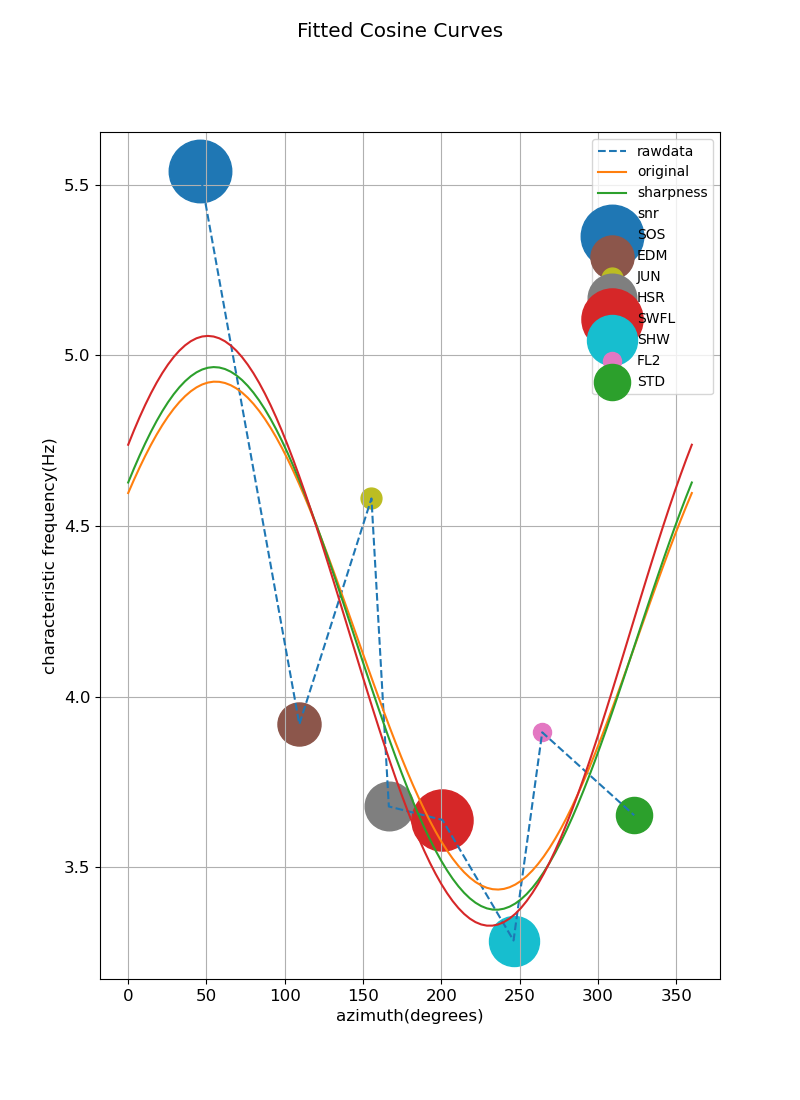 Fitted Cosine Curves
5.5
5.0
4.5
4.0
3.5
characteristic frequency(Hz)
rawdata
original
sharpness
snr
SOS
EDM
JUN
HSR
SWFL
SHW
FL2
STD
0 50 100 150 200 250 300 350
azimuth(degrees)